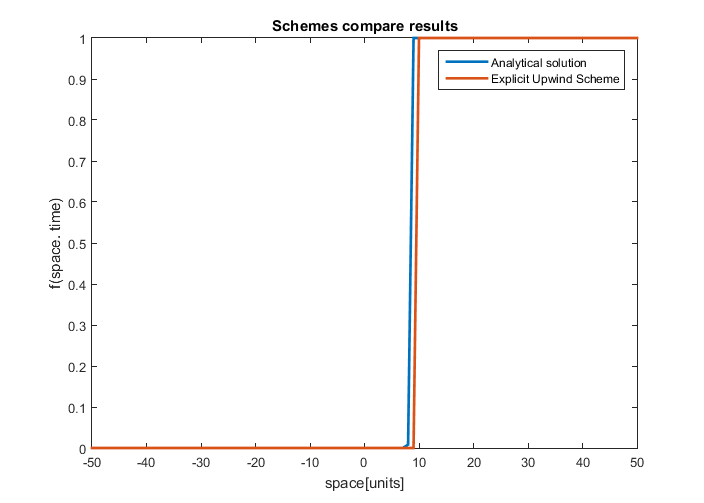 Schemes compare results
1
0.9
0.8
0.7
0.6
0.5
0.4
0.3
0.2
0.1
0
f(space. time)
Analytical solution
Explicit Upwind Scheme
-50 -40 -30 -20 -10 0 10 20 30 40 50
space[units]